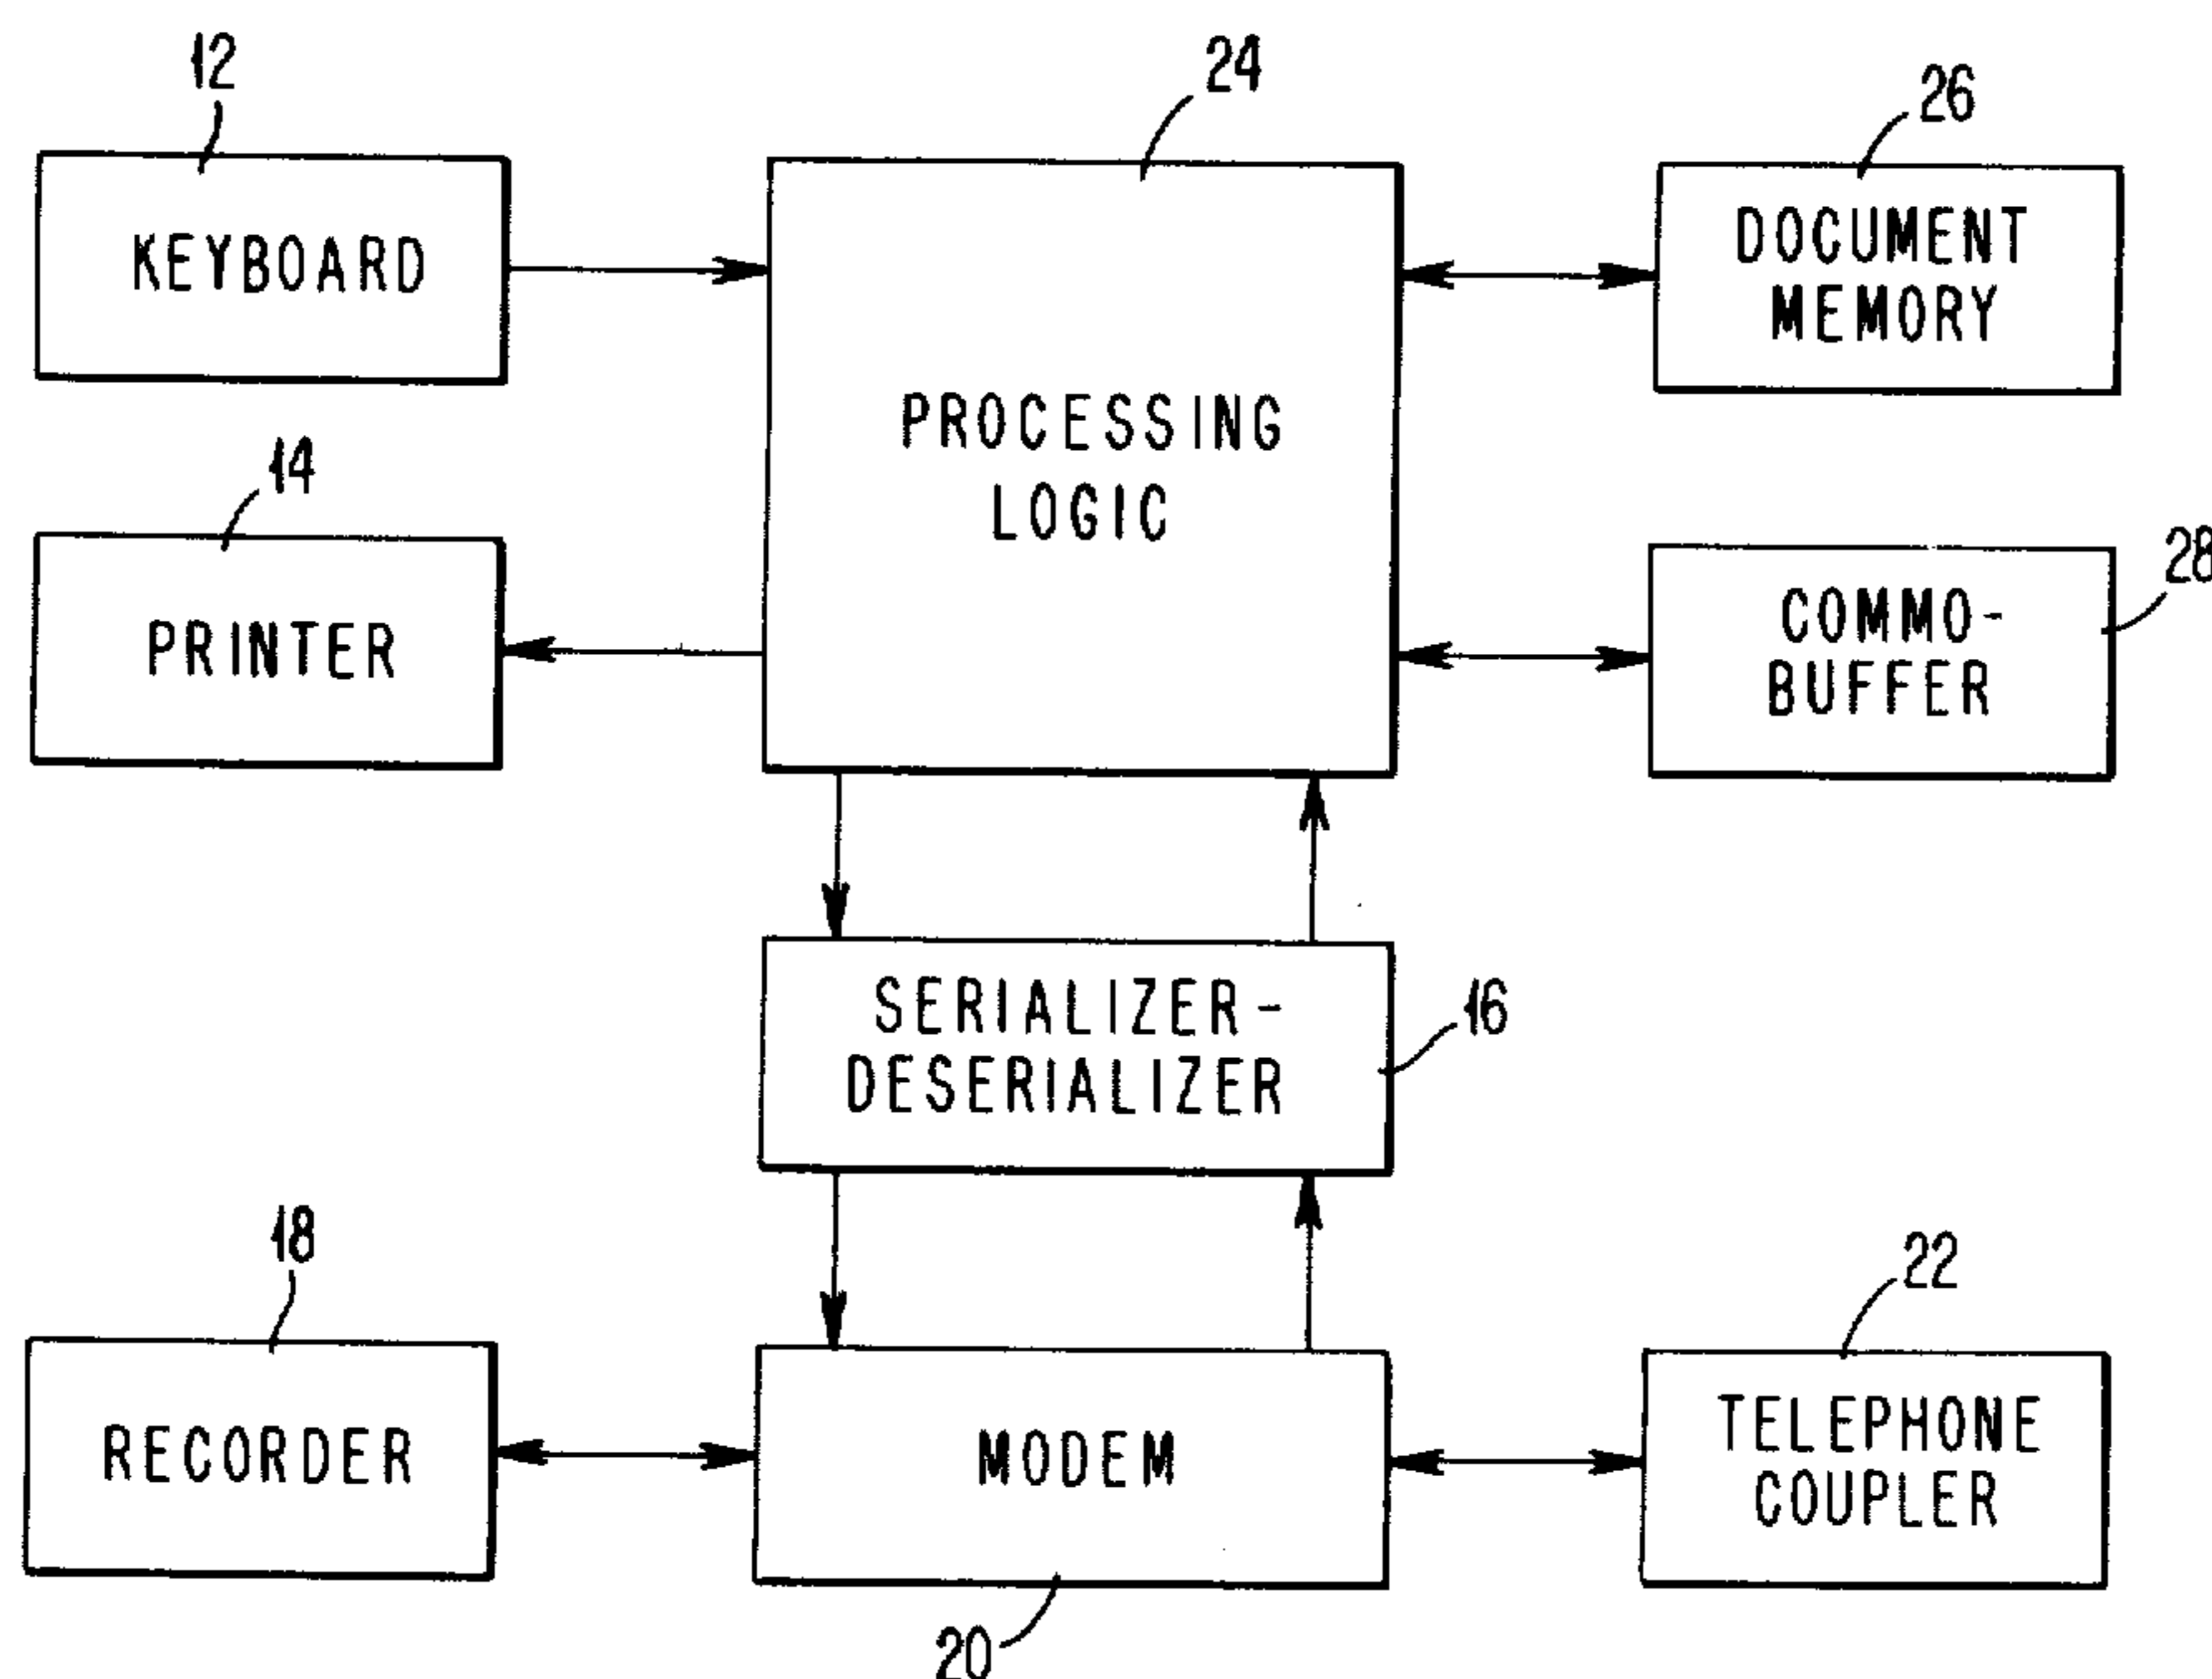 12
24
26
KEYBOARD
PROCESSING
LOGIC
DOCUMENT
MEMORY
14
PRINTER
28
COMMO-
BUFFER
SERIALIZER-
DESERIALIZER
16
18
22
RECORDER
MODEM
TELEPHONE
COUPLER
20